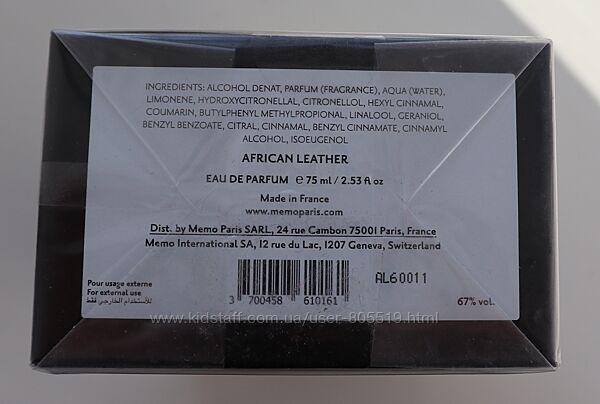 INGREDIENTS: ALCOHOL DENAT, PARFUM (FRAGRANCE), AQUA (WATER),
LIMONENE, HYDROXYCITRONELLAL, CITRONELLOL, HEXYL CINNAMAL,
COUMARIN, BUTYLPHENYL METHYLPROPIONAL, LINALOOL, GERANIOL,
BENZYL BENZOATE, CITRAL, CINNAMAL, BENZYL CINNAMATE, CINNAMYL
ALCOHOL, ISOEUGENOL
AFRICAN LEATHER
EAU DE PARFUM ℮ 75 ml / 2.53 fl oz
Made in France
www.memoparis.com
Dist. by Memo Paris SARL, 24 rue Cambon 75001 Paris, France
Memo International SA, 12 rue du Lac, 1207 Geneva, Switzerland
Pour usage externe
For external use
للأستخدام الخارجي فقط
AL60011
3 700458 610161
67% vol.
www.kidstaff.com.ua/user-805519.html